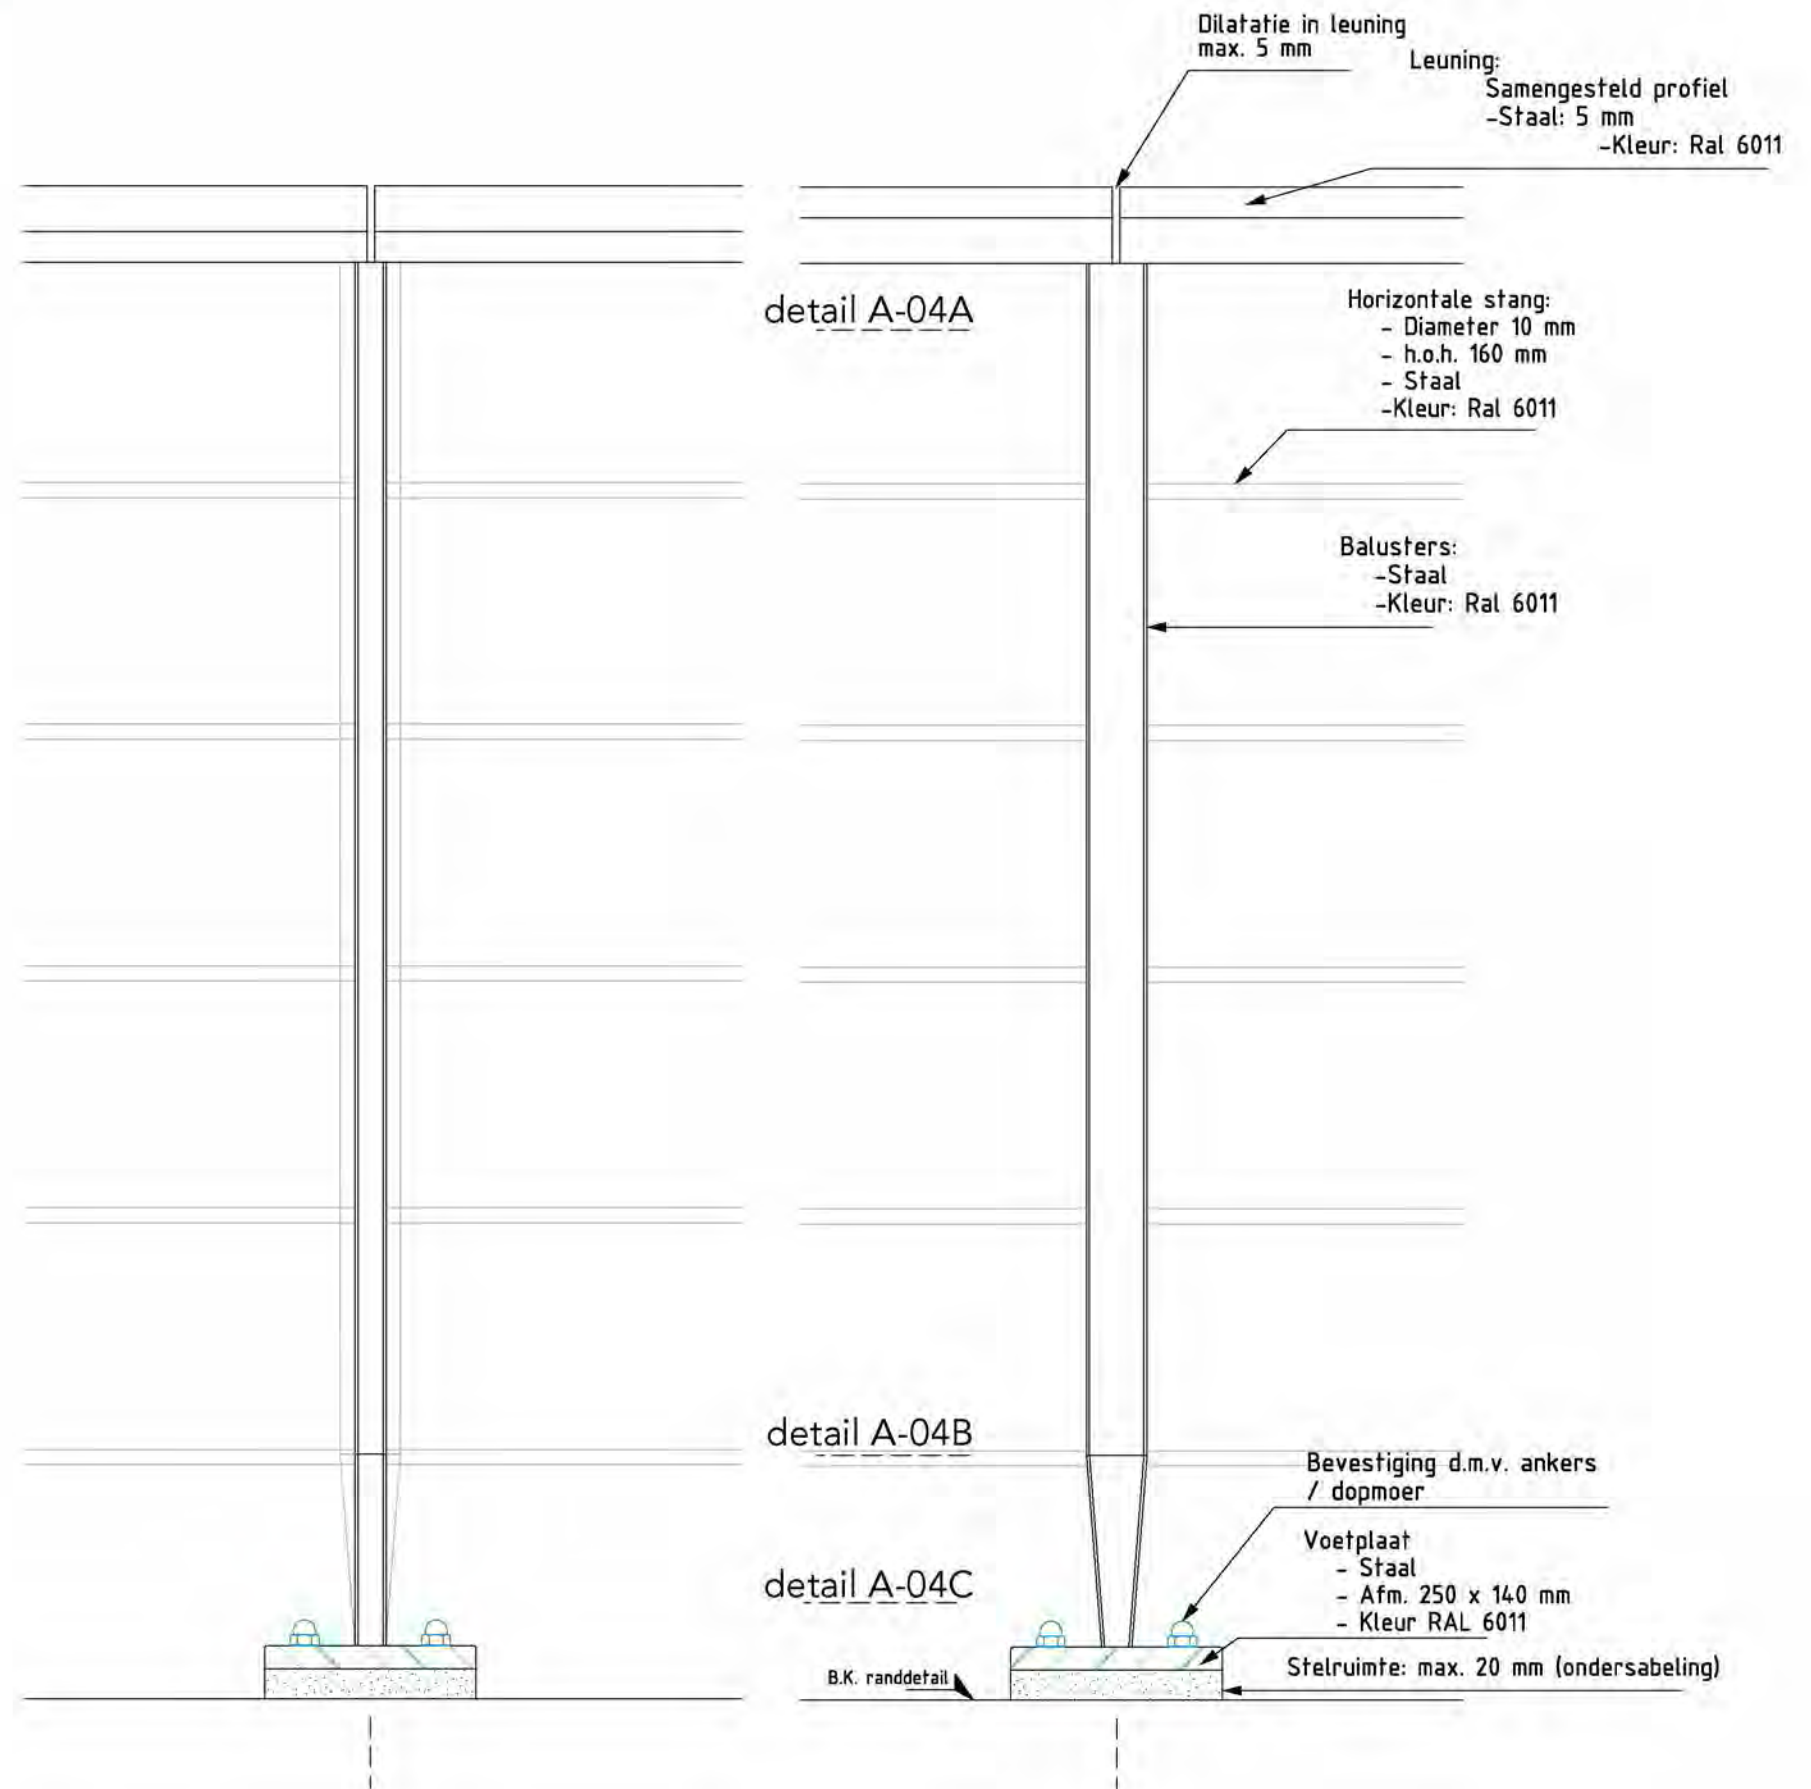 Dilatatie in leuning
max. 5 mm
Leuning:
Samengesteld profiel
-Staal: 5 mm
-Kleur: Ral 6011
detail A-04A
Horizontale stang:
- Diameter 10 mm
- h.o.h. 160 mm
- Staal
-Kleur: Ral 6011
Balusters:
-Staal
-Kleur: Ral 6011
detail A-04B
Bevestiging d.m.v. ankers
/ dopmoer
detail A-04C
Voetplaat
- Staal
- Afm. 250 x 140 mm
- Kleur RAL 6011
B.K. randdetail
Stelruimte: max. 20 mm (ondersabeling)